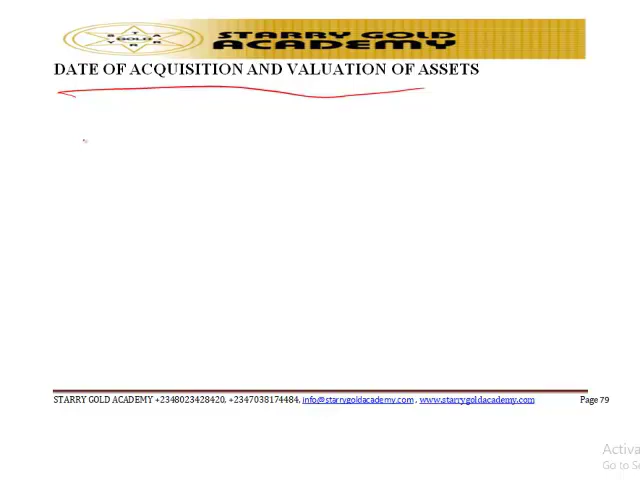 STARRY GOLD
ACADEMY
DATE OF ACQUISITION AND VALUATION OF ASSETS
STARRY GOLD ACADEMY +2348023428420, +2347038174484, info@starrygoldacademy.com , www.starrygoldacademy.com Page 79
Activa
Go to Se